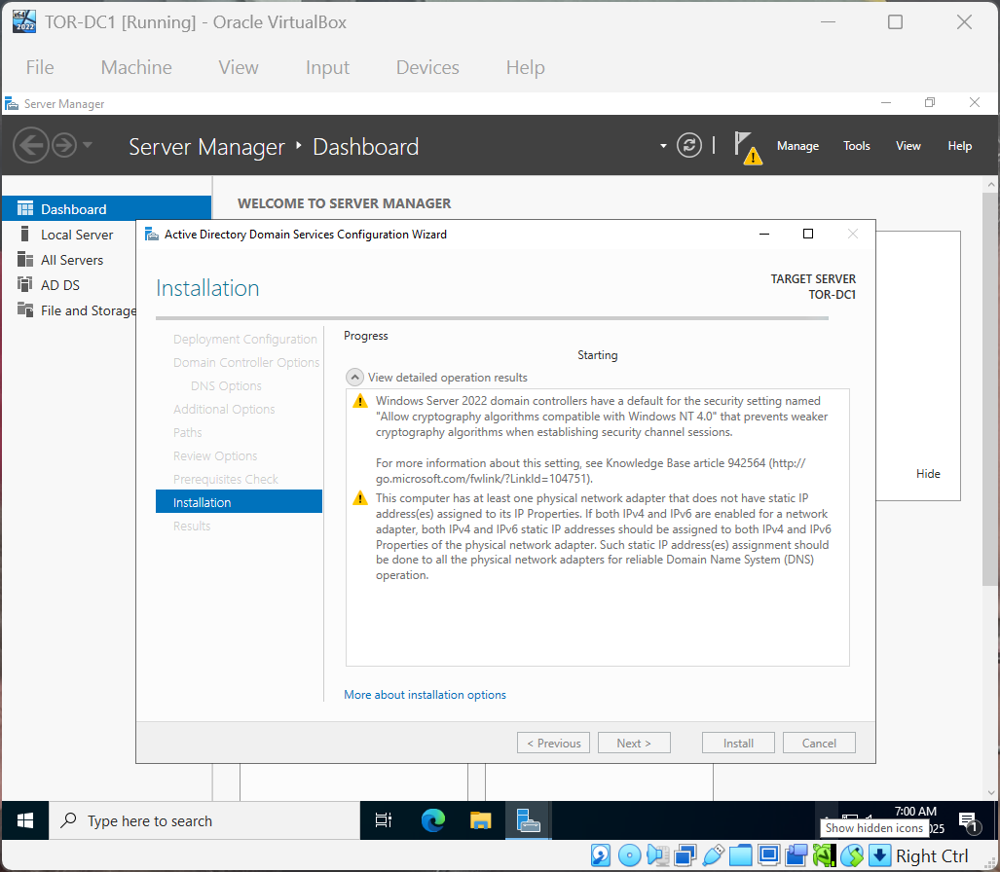 x64
2022
TOR-DC1 [Running] - Oracle VirtualBox
File Machine View Input Devices Help
Server Manager
Server Manager Dashboard
Manage Tools View Help
Dashboard
Local Server
All Servers
AD DS
File and Storage
WELCOME TO SERVER MANAGER
Hide
Active Directory Domain Services Configuration Wizard
Installation
TARGET SERVER
TOR-DC1
Deployment Configuration
Domain Controller Options
DNS Options
Additional Options
Paths
Review Options
Prerequisites Check
Installation
Results
Progress
Starting
View detailed operation results
Windows Server 2022 domain controllers have a default for the security setting named
"Allow cryptography algorithms compatible with Windows NT 4.0" that prevents weaker
cryptography algorithms when establishing security channel sessions.
For more information about this setting, see Knowledge Base article 942564 (http://
go.microsoft.com/fwlink/?LinkId=104751).
This computer has at least one physical network adapter that does not have static IP
address(es) assigned to its IP Properties. If both IPv4 and IPv6 are enabled for a network
adapter, both IPv4 and IPv6 static IP addresses should be assigned to both IPv4 and IPv6
Properties of the physical network adapter. Such static IP address(es) assignment should
be done to all the physical network adapters for reliable Domain Name System (DNS)
operation.
More about installation options
< Previous Next > Install Cancel
Type here to search
7:00 AM
Show hidden icons
025
1
Right Ctrl